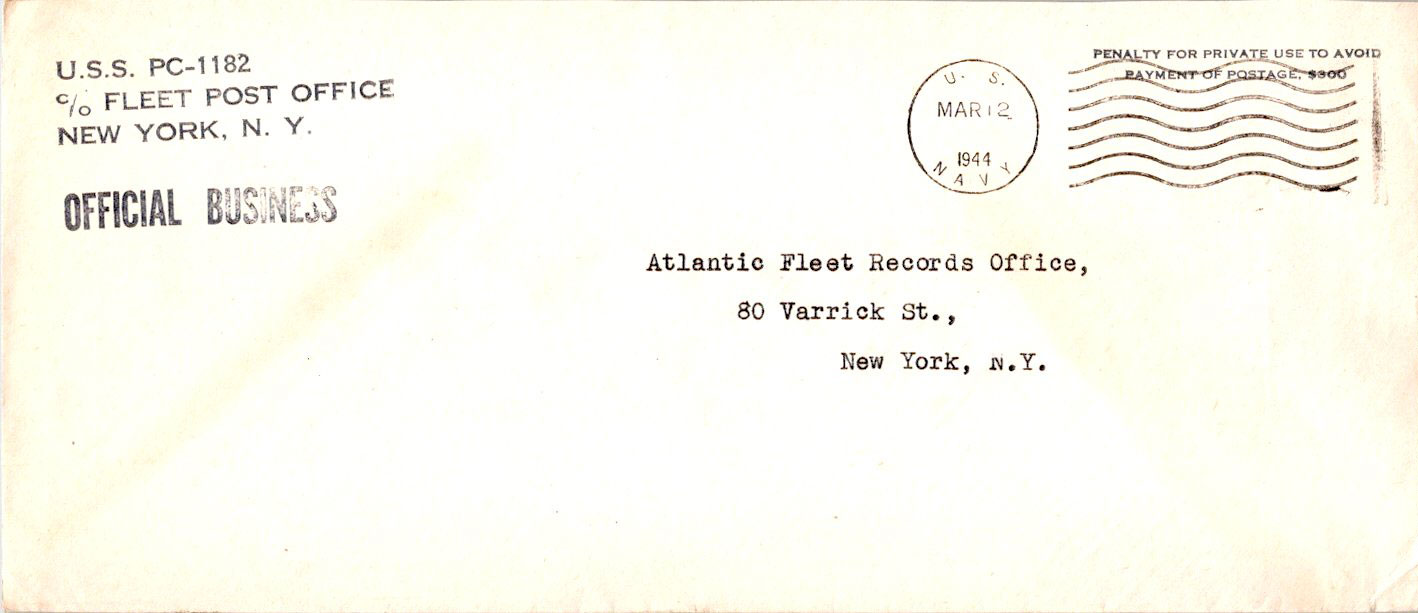 U.S.S. PC-1182
c/o FLEET POST OFFICE
NEW YORK, N. Y.
OFFICIAL BUSINESS
U. S.
MAR 12
1944
NAVY
PENALTY FOR PRIVATE USE TO AVOID
PAYMENT OF POSTAGE, $300
Atlantic Fleet Records Office,
80 Varrick St.,
New York, N.Y.